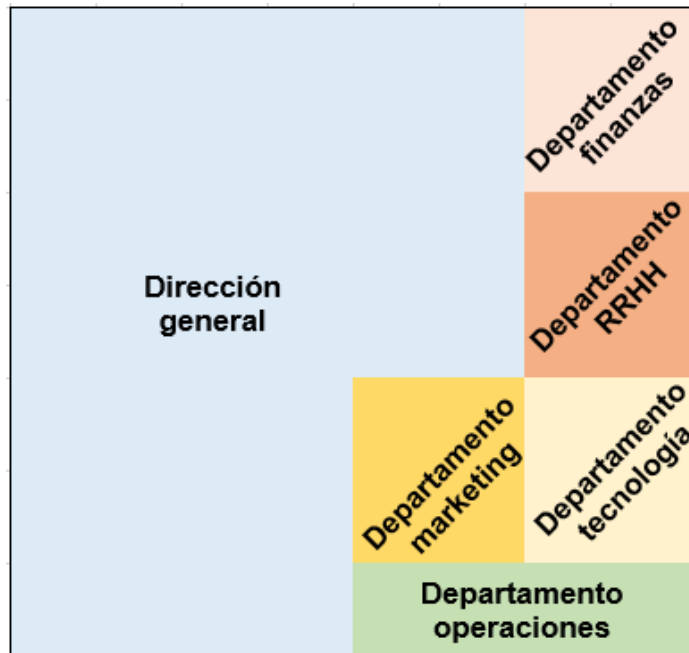 Departamento
finanzas
Departamento
RRHH
Dirección
general
Departamento
marketing
Departamento
tecnología
Departamento
operaciones